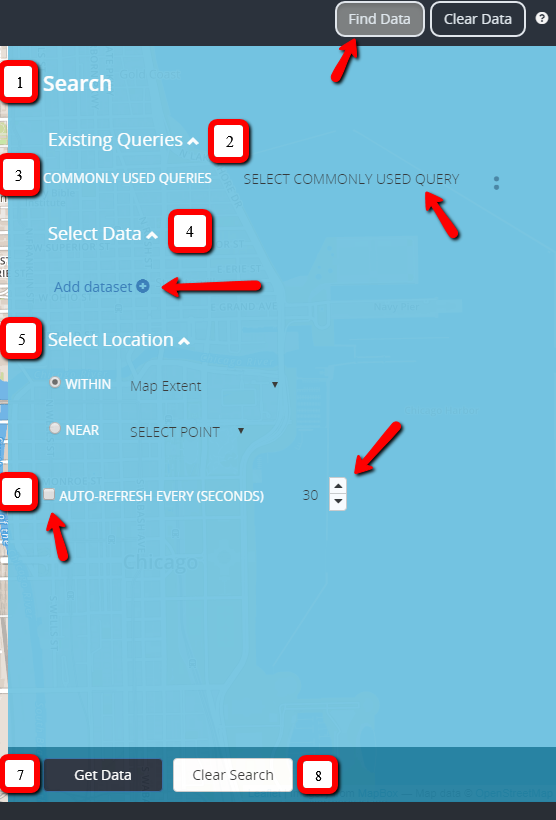 Find Data Clear Data ?
1 Search
Existing Queries 2
3 COMMONLY USED QUERIES SELECT COMMONLY USED QUERY
Select Data 4
Add dataset
5 Select Location
WITHIN Map Extent
NEAR SELECT POINT
6 AUTO-REFRESH EVERY (SECONDS) 30
Chicago
7 Get Data Clear Search 8